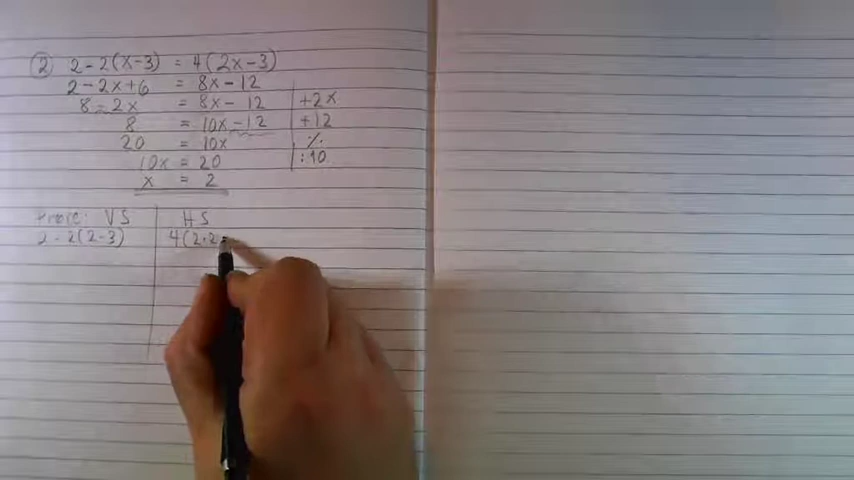 ② 2-2(x-3) = 4(2x-3)
2-2x+6 = 8x-12
8-2x = 8x-12 | +2x
8 = 10x-12 | +12
20 = 10x | ⁒
10x = 20 | :10
x = 2
VS | HS
2-2(2-3) | 4(2·2-